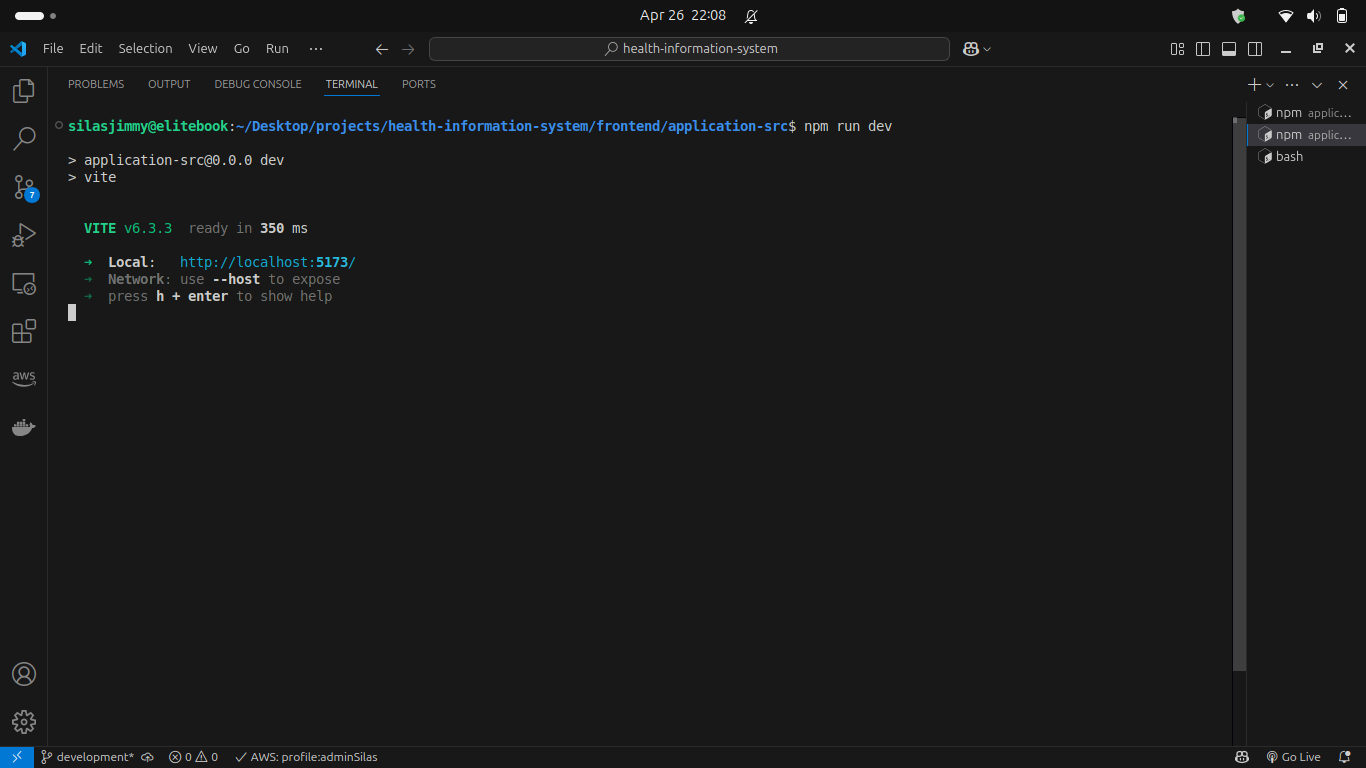 Apr 26 22:08
File Edit Selection View Go Run ··· health-information-system
PROBLEMS OUTPUT DEBUG CONSOLE TERMINAL PORTS
silasjimmy@elitebook:~/Desktop/projects/health-information-system/frontend/application-src$ npm run dev
> application-src@0.0.0 dev
> vite
VITE v6.3.3 ready in 350 ms
➜ Local: http://localhost:5173/
➜ Network: use --host to expose
➜ press h + enter to show help
npm applic...
npm applic...
bash
7
aws
development* 0 0 AWS: profile:adminSilas Go Live